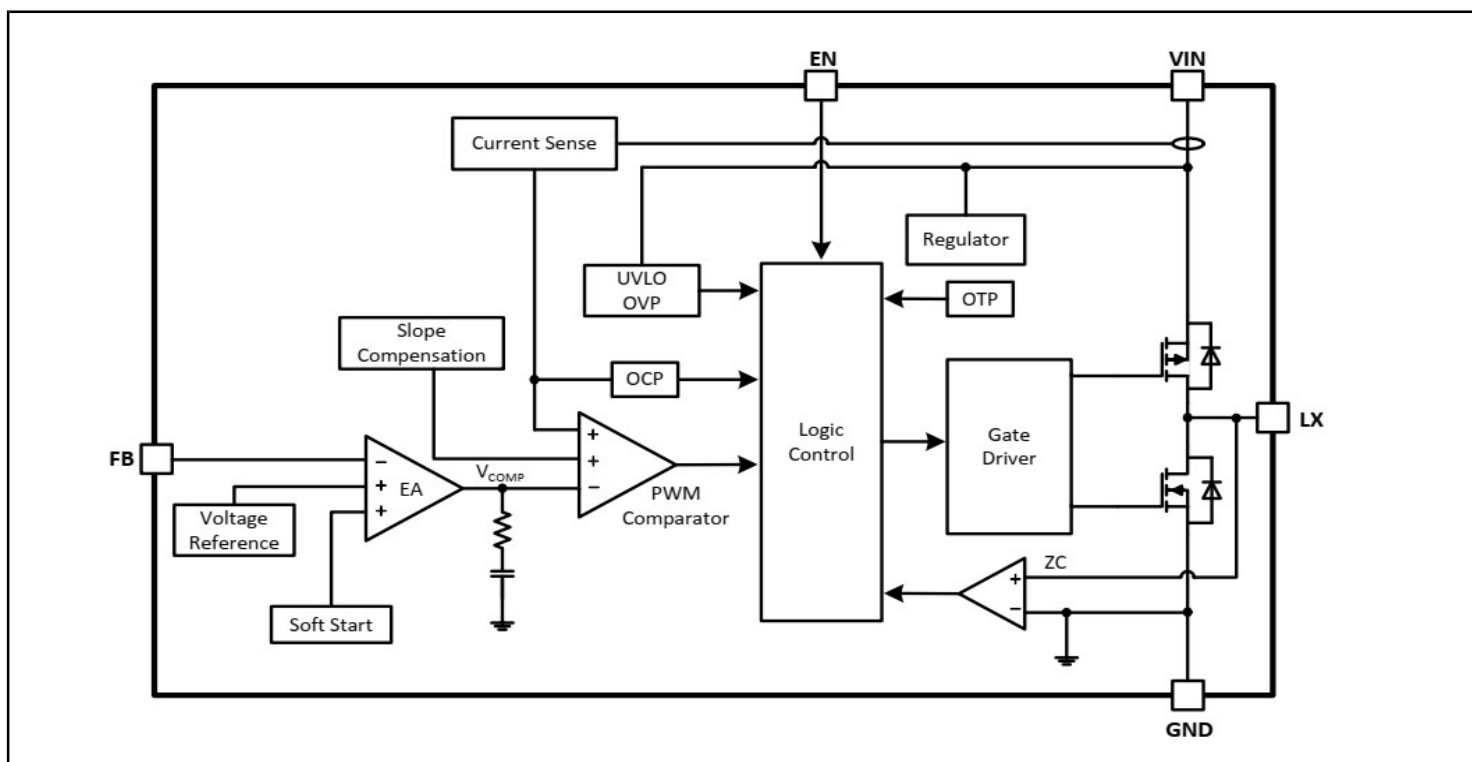 EN
VIN
Current Sense
Regulator
UVLO
OVP
OTP
Slope
Compensation
OCP
Logic
Control
Gate
Driver
LX
FB
−
+
+
EA
VCOMP
+
+
−
PWM
Comparator
Voltage
Reference
Soft Start
ZC
+
−
GND